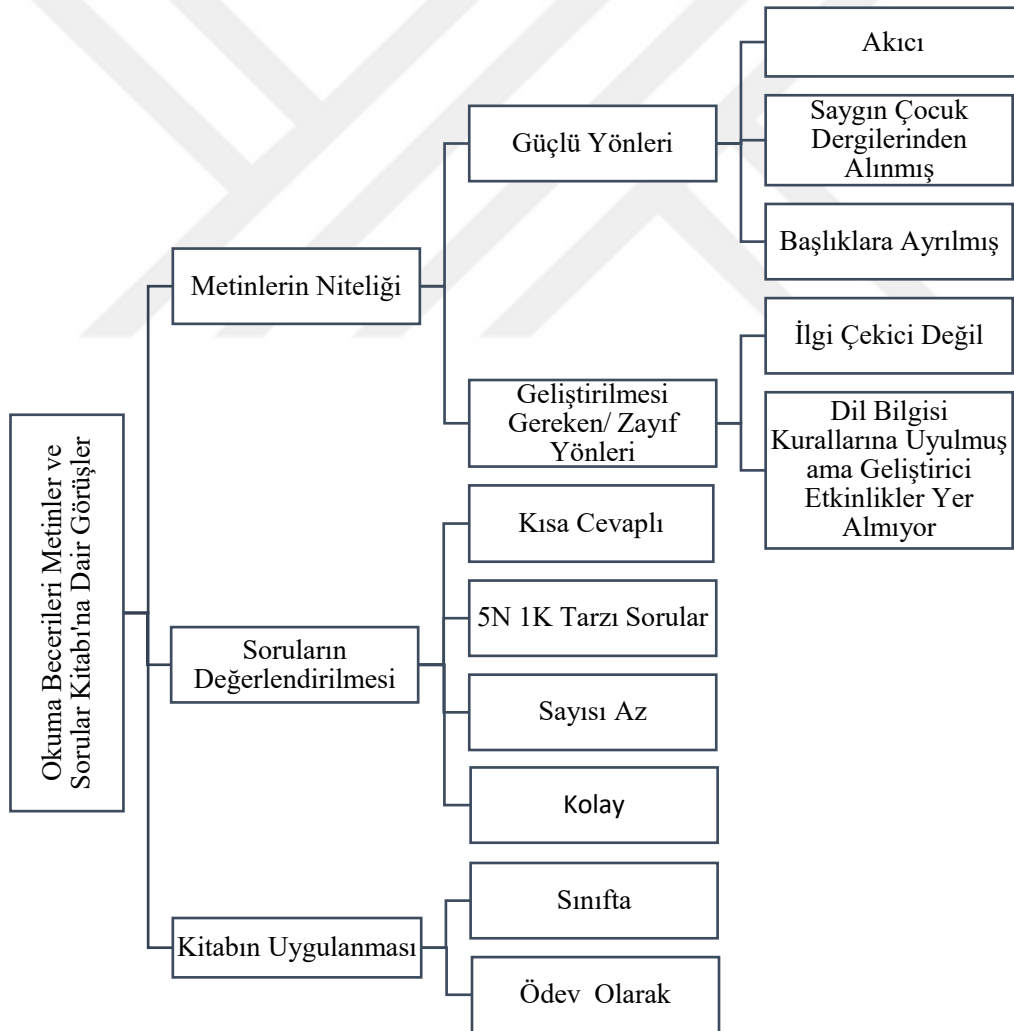 Okuma Becerileri Metinler ve
Sorular Kitabı'na Dair Görüşler
Metinlerin Niteliği
Güçlü Yönleri
Akıcı
Saygın Çocuk
Dergilerinden
Alınmış
Başlıklara Ayrılmış
Geliştirilmesi
Gereken/ Zayıf
Yönleri
İlgi Çekici Değil
Dil Bilgisi
Kurallarına Uyulmuş
ama Geliştirici
Etkinlikler Yer
Almıyor
Soruların
Değerlendirilmesi
Kısa Cevaplı
5N 1K Tarzı Sorular
Sayısı Az
Kolay
Kitabın Uygulanması
Sınıfta
Ödev Olarak